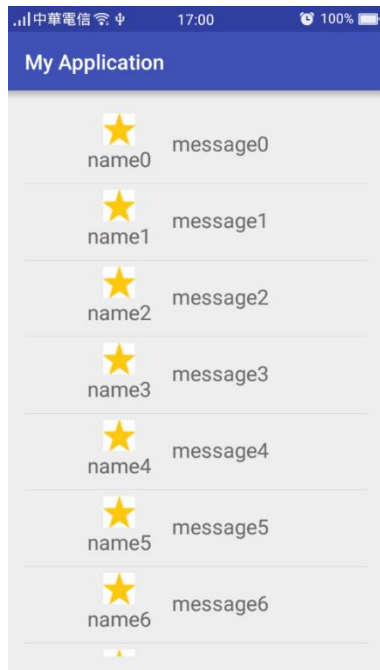 中華電信 17:00 100%
My Application
name0 message0
name1 message1
name2 message2
name3 message3
name4 message4
name5 message5
name6 message6